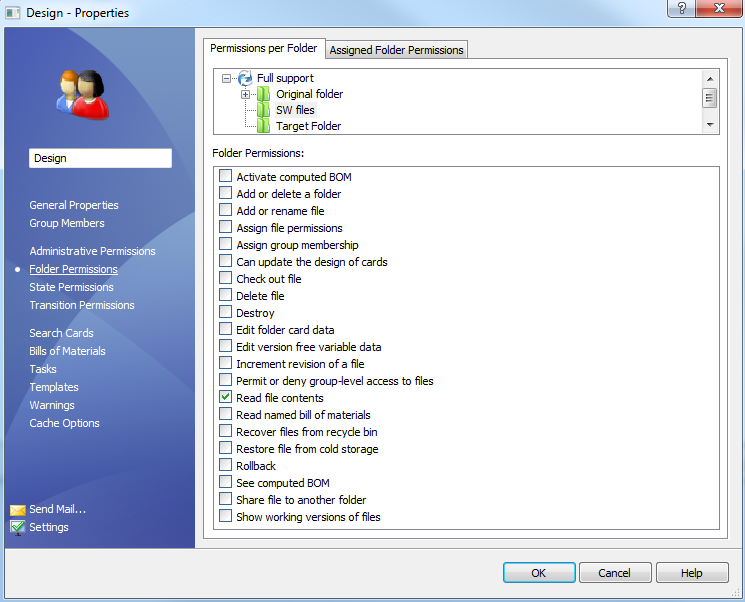 Design - Properties
?
Permissions per Folder
Assigned Folder Permissions
Full support
Original folder
SW files
Target Folder
Design
Folder Permissions:
General Properties
Group Members
Administrative Permissions
Folder Permissions
State Permissions
Transition Permissions
Search Cards
Bills of Materials
Tasks
Templates
Warnings
Cache Options
Send Mail...
Settings
Activate computed BOM
Add or delete a folder
Add or rename file
Assign file permissions
Assign group membership
Can update the design of cards
Check out file
Delete file
Destroy
Edit folder card data
Edit version free variable data
Increment revision of a file
Permit or deny group-level access to files
Read file contents
Read named bill of materials
Recover files from recycle bin
Restore file from cold storage
Rollback
See computed BOM
Share file to another folder
Show working versions of files
OK
Cancel
Help